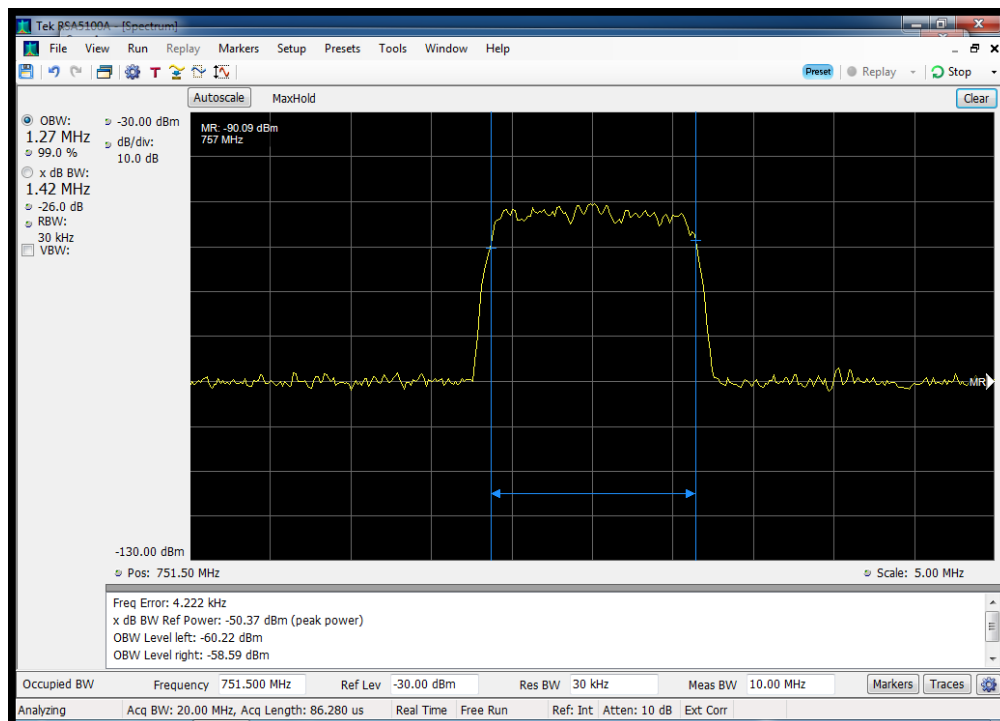 Tek RSA5100A - [Spectrum]
File View Run Replay Markers Setup Presets Tools Window Help
Preset Replay Stop
Autoscale MaxHold Clear
OBW:
1.27 MHz
99.0 %
x dB BW:
1.42 MHz
-26.0 dB
RBW:
30 kHz
VBW:
-30.00 dBm
dB/div:
10.0 dB
MR: -90.09 dBm
757 MHz
MR
-130.00 dBm
Pos: 751.50 MHz Scale: 5.00 MHz
Freq Error: 4.222 kHz
x dB BW Ref Power: -50.37 dBm (peak power)
OBW Level left: -60.22 dBm
OBW Level right: -58.59 dBm
Occupied BW Frequency 751.500 MHz Ref Lev -30.00 dBm Res BW 30 kHz Meas BW 10.00 MHz Markers Traces
Analyzing Acq BW: 20.00 MHz, Acq Length: 86.280 us Real Time Free Run Ref: Int Atten: 10 dB Ext Corr